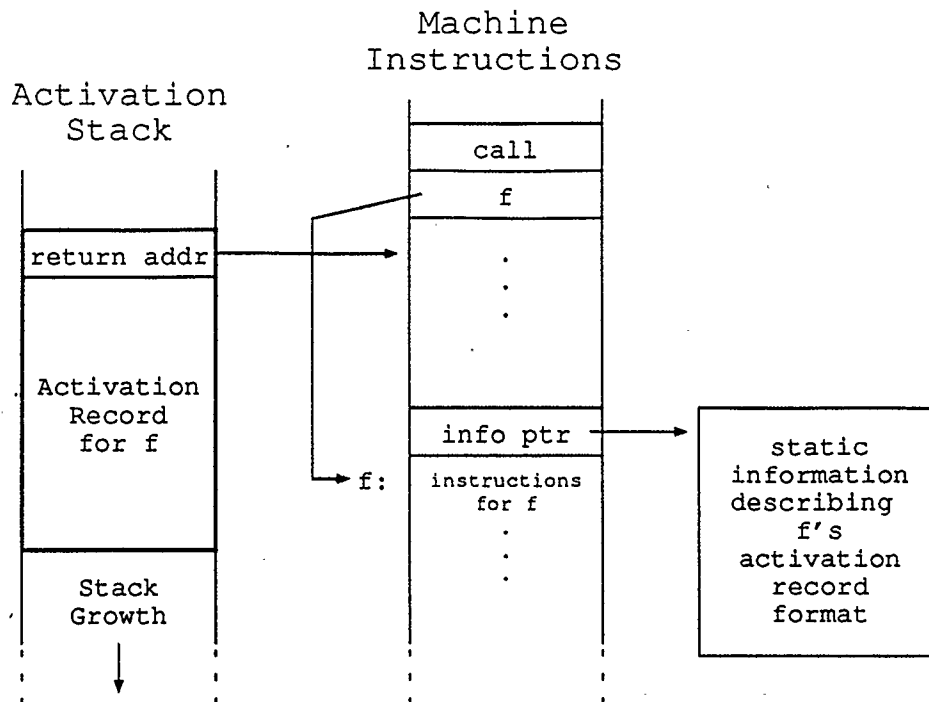 Machine
Instructions
Activation
Stack
call
f
return addr
.
.
.
Activation
Record
for f
info ptr
f:
instructions
for f
.
.
.
static
information
describing
f's
activation
record
format
Stack
Growth